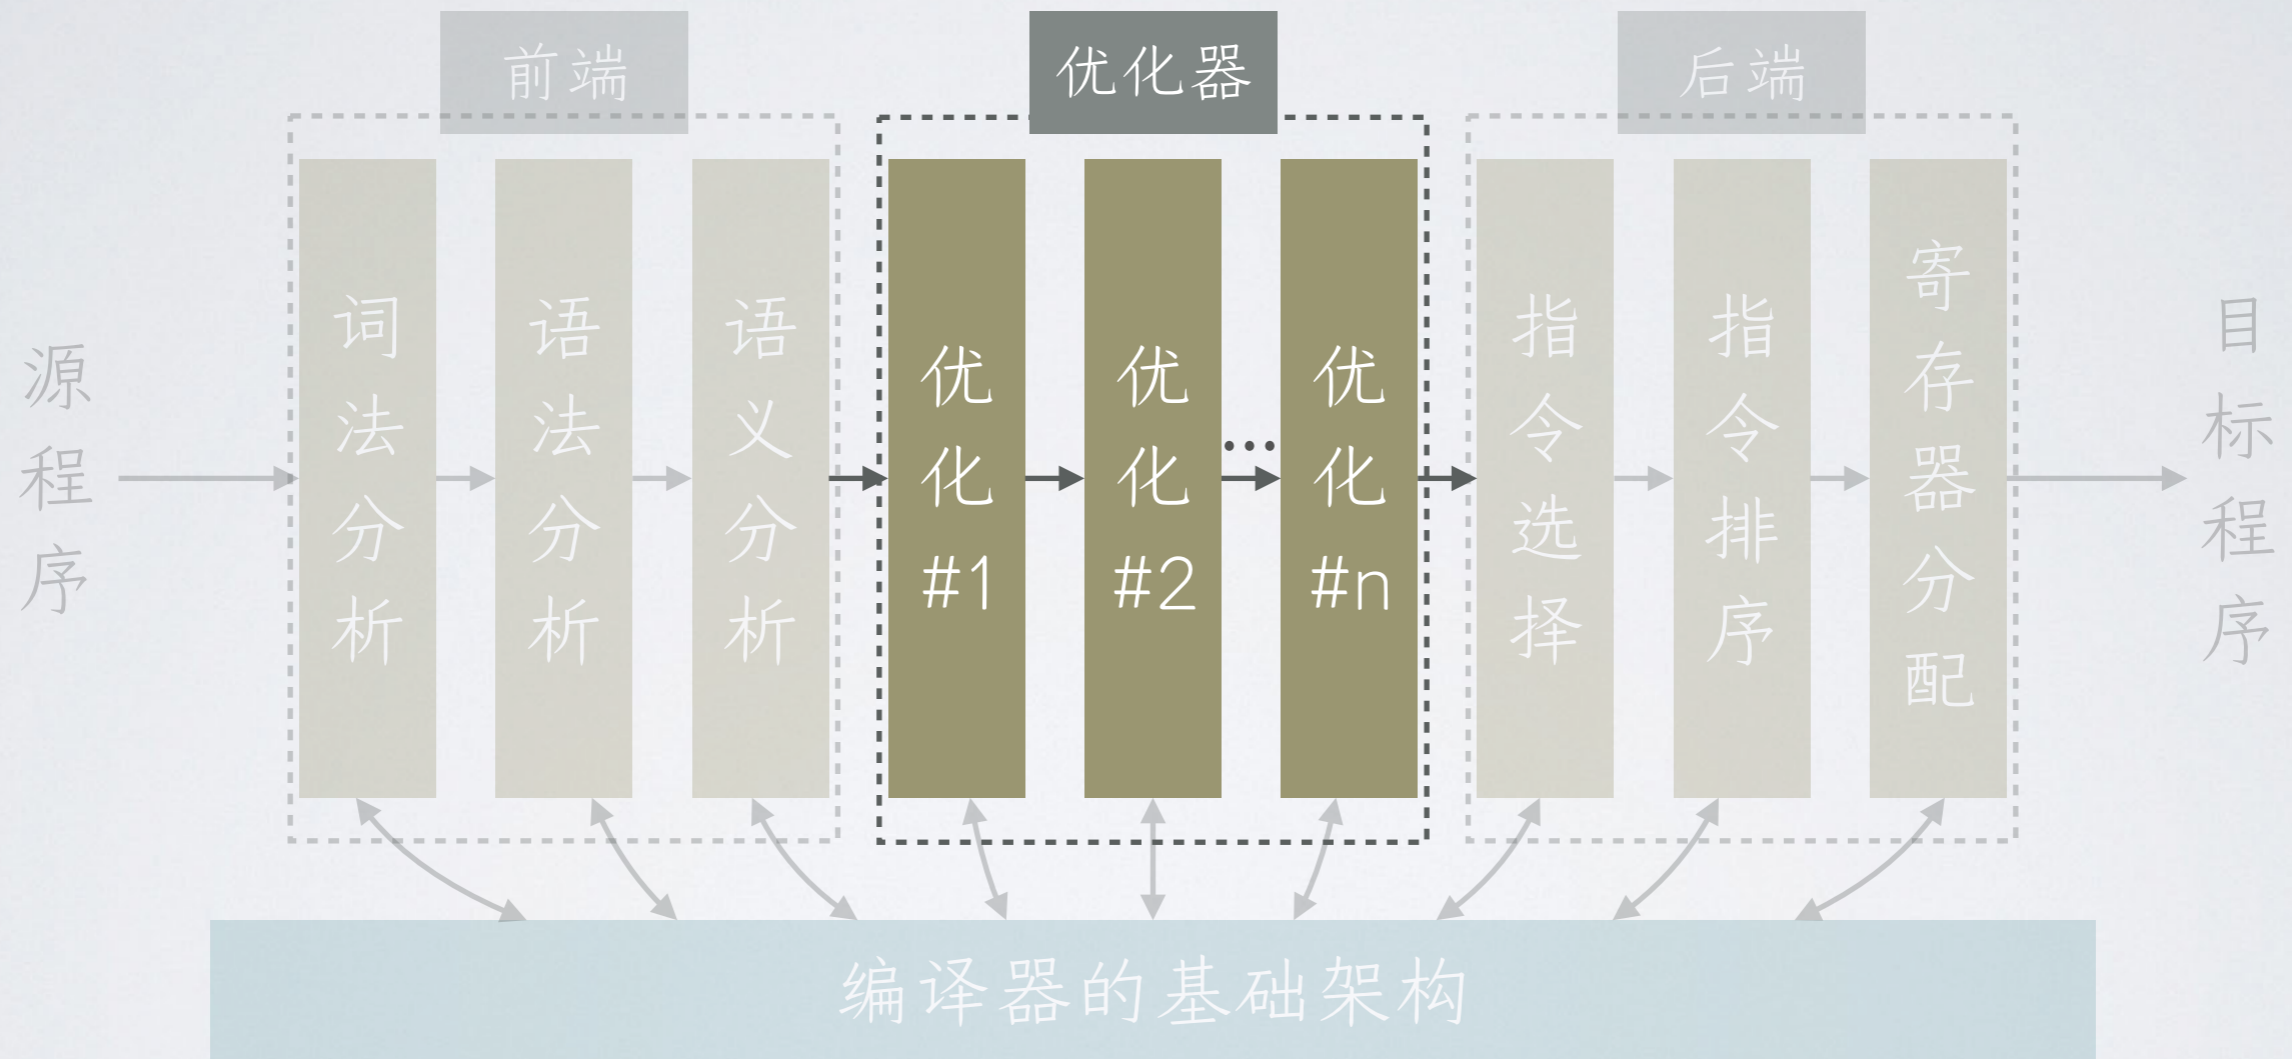 前端
优化器
后端
源程序
词法分析
语法分析
语义分析
优化#1
优化#2
...
优化#n
指令选择
指令排序
寄存器分配
目标程序
编译器的基础架构